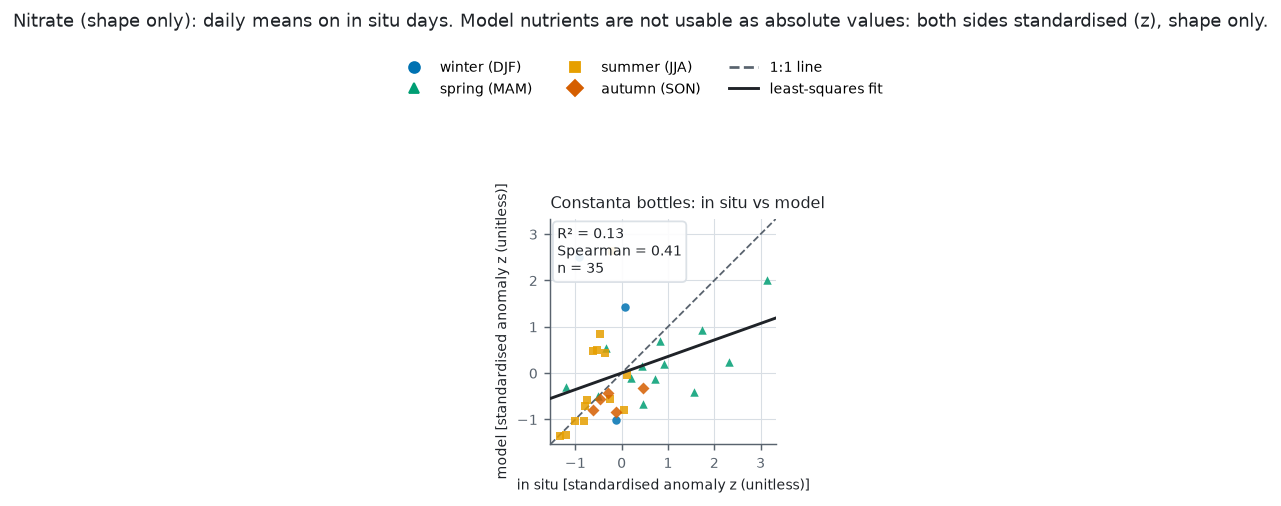 Nitrate (shape only): daily means on in situ days. Model nutrients are not usable as absolute values: both sides standardised (z), shape only.
winter (DJF)
spring (MAM)
summer (JJA)
autumn (SON)
1:1 line
least-squares fit
Constanta bottles: in situ vs model
R² = 0.13
Spearman = 0.41
n = 35
model [standardised anomaly z (unitless)]
3
2
1
0
−1
−1 0 1 2 3
in situ [standardised anomaly z (unitless)]